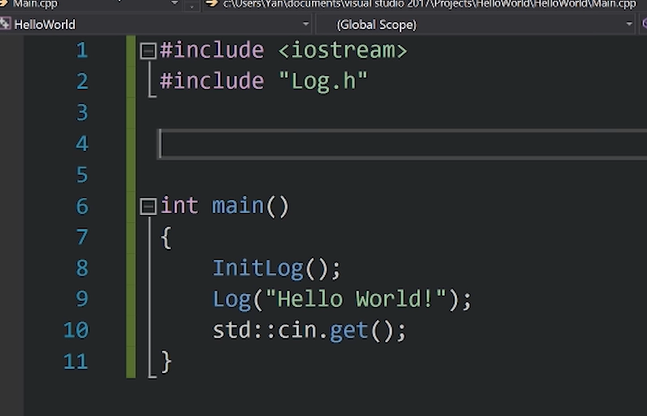 Main.cpp c:\Users\Yan\documents\visual studio 2017\Projects\HelloWorld\HelloWorld\Main.cpp
HelloWorld (Global Scope)
1 #include <iostream>
2 #include "Log.h"
3
4
5
6 int main()
7 {
8 InitLog();
9 Log("Hello World!");
10 std::cin.get();
11 }